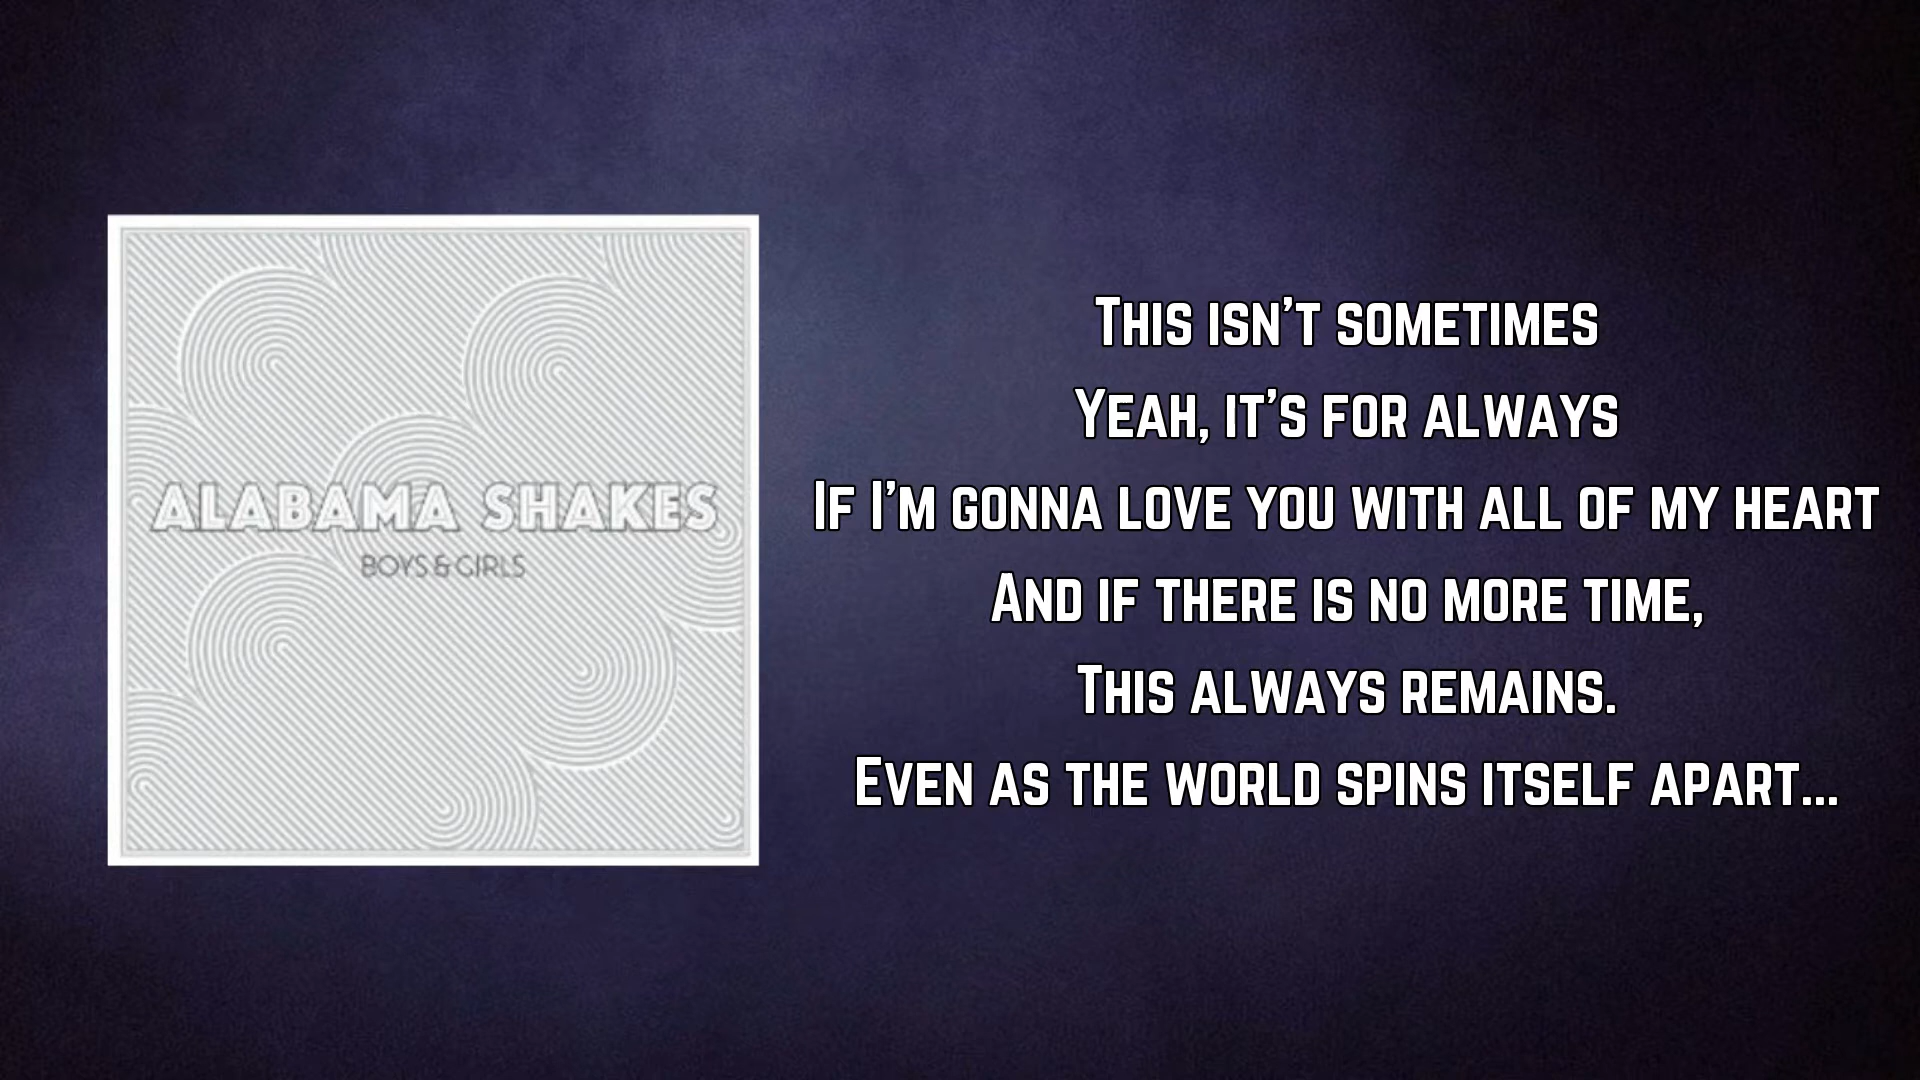 ALABAMA SHAKES
BOYS & GIRLS
This isn't sometimes
Yeah, it's for always
If I'm gonna love you with all of my heart
And if there is no more time,
This always remains.
Even as the world spins itself apart...